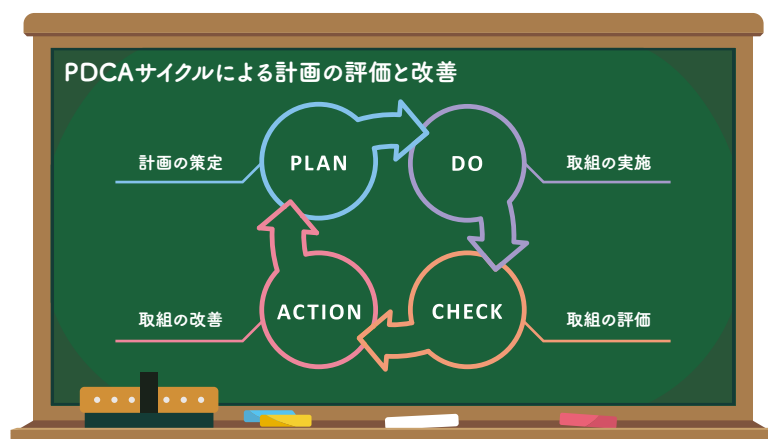 PDCAサイクルによる計画の評価と改善
計画の策定
PLAN
DO
取組の実施
取組の改善
ACTION
CHECK
取組の評価